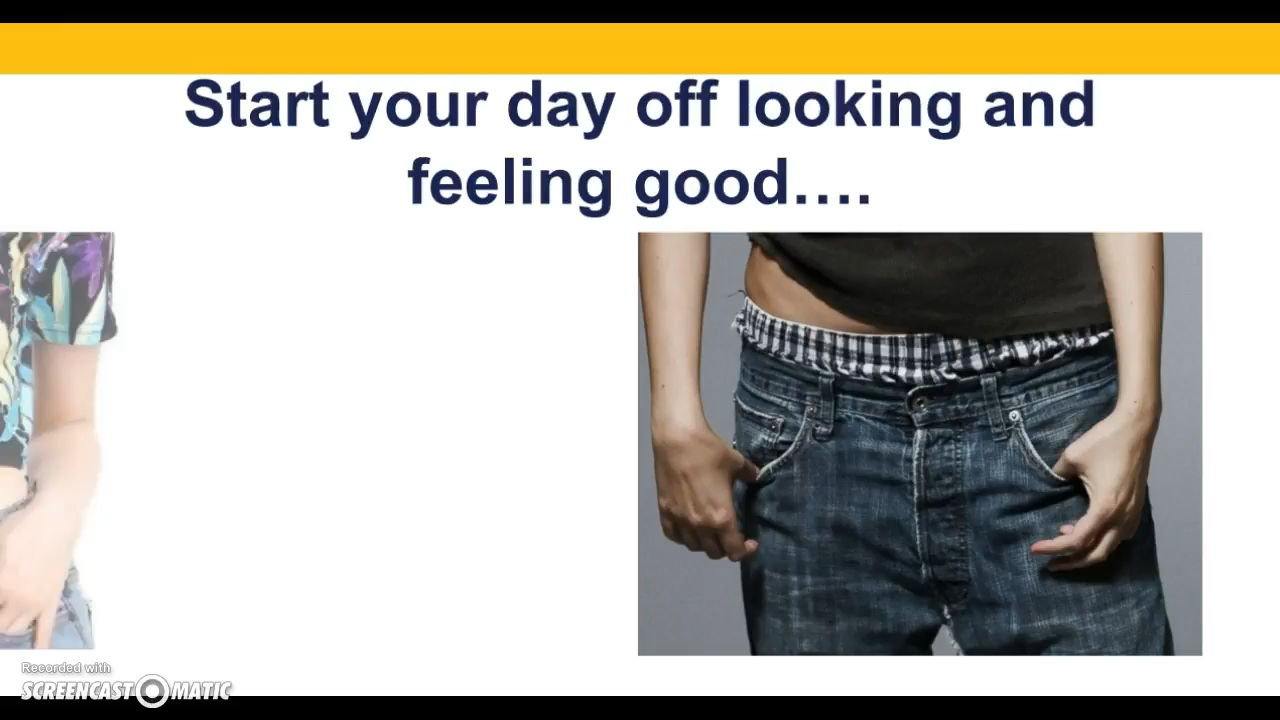 Start your day off looking and
feeling good....
Recorded with
SCREENCAST MATIC